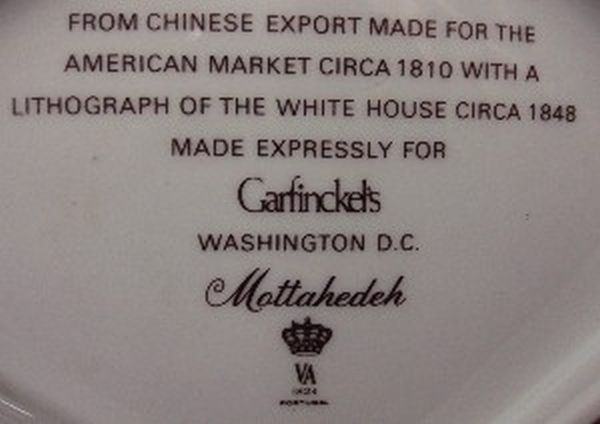 FROM CHINESE EXPORT MADE FOR THE
AMERICAN MARKET CIRCA 1810 WITH A
LITHOGRAPH OF THE WHITE HOUSE CIRCA 1848
MADE EXPRESSLY FOR
Garfinckel's
WASHINGTON D.C.
Mottahedeh
VA
PORTUGAL